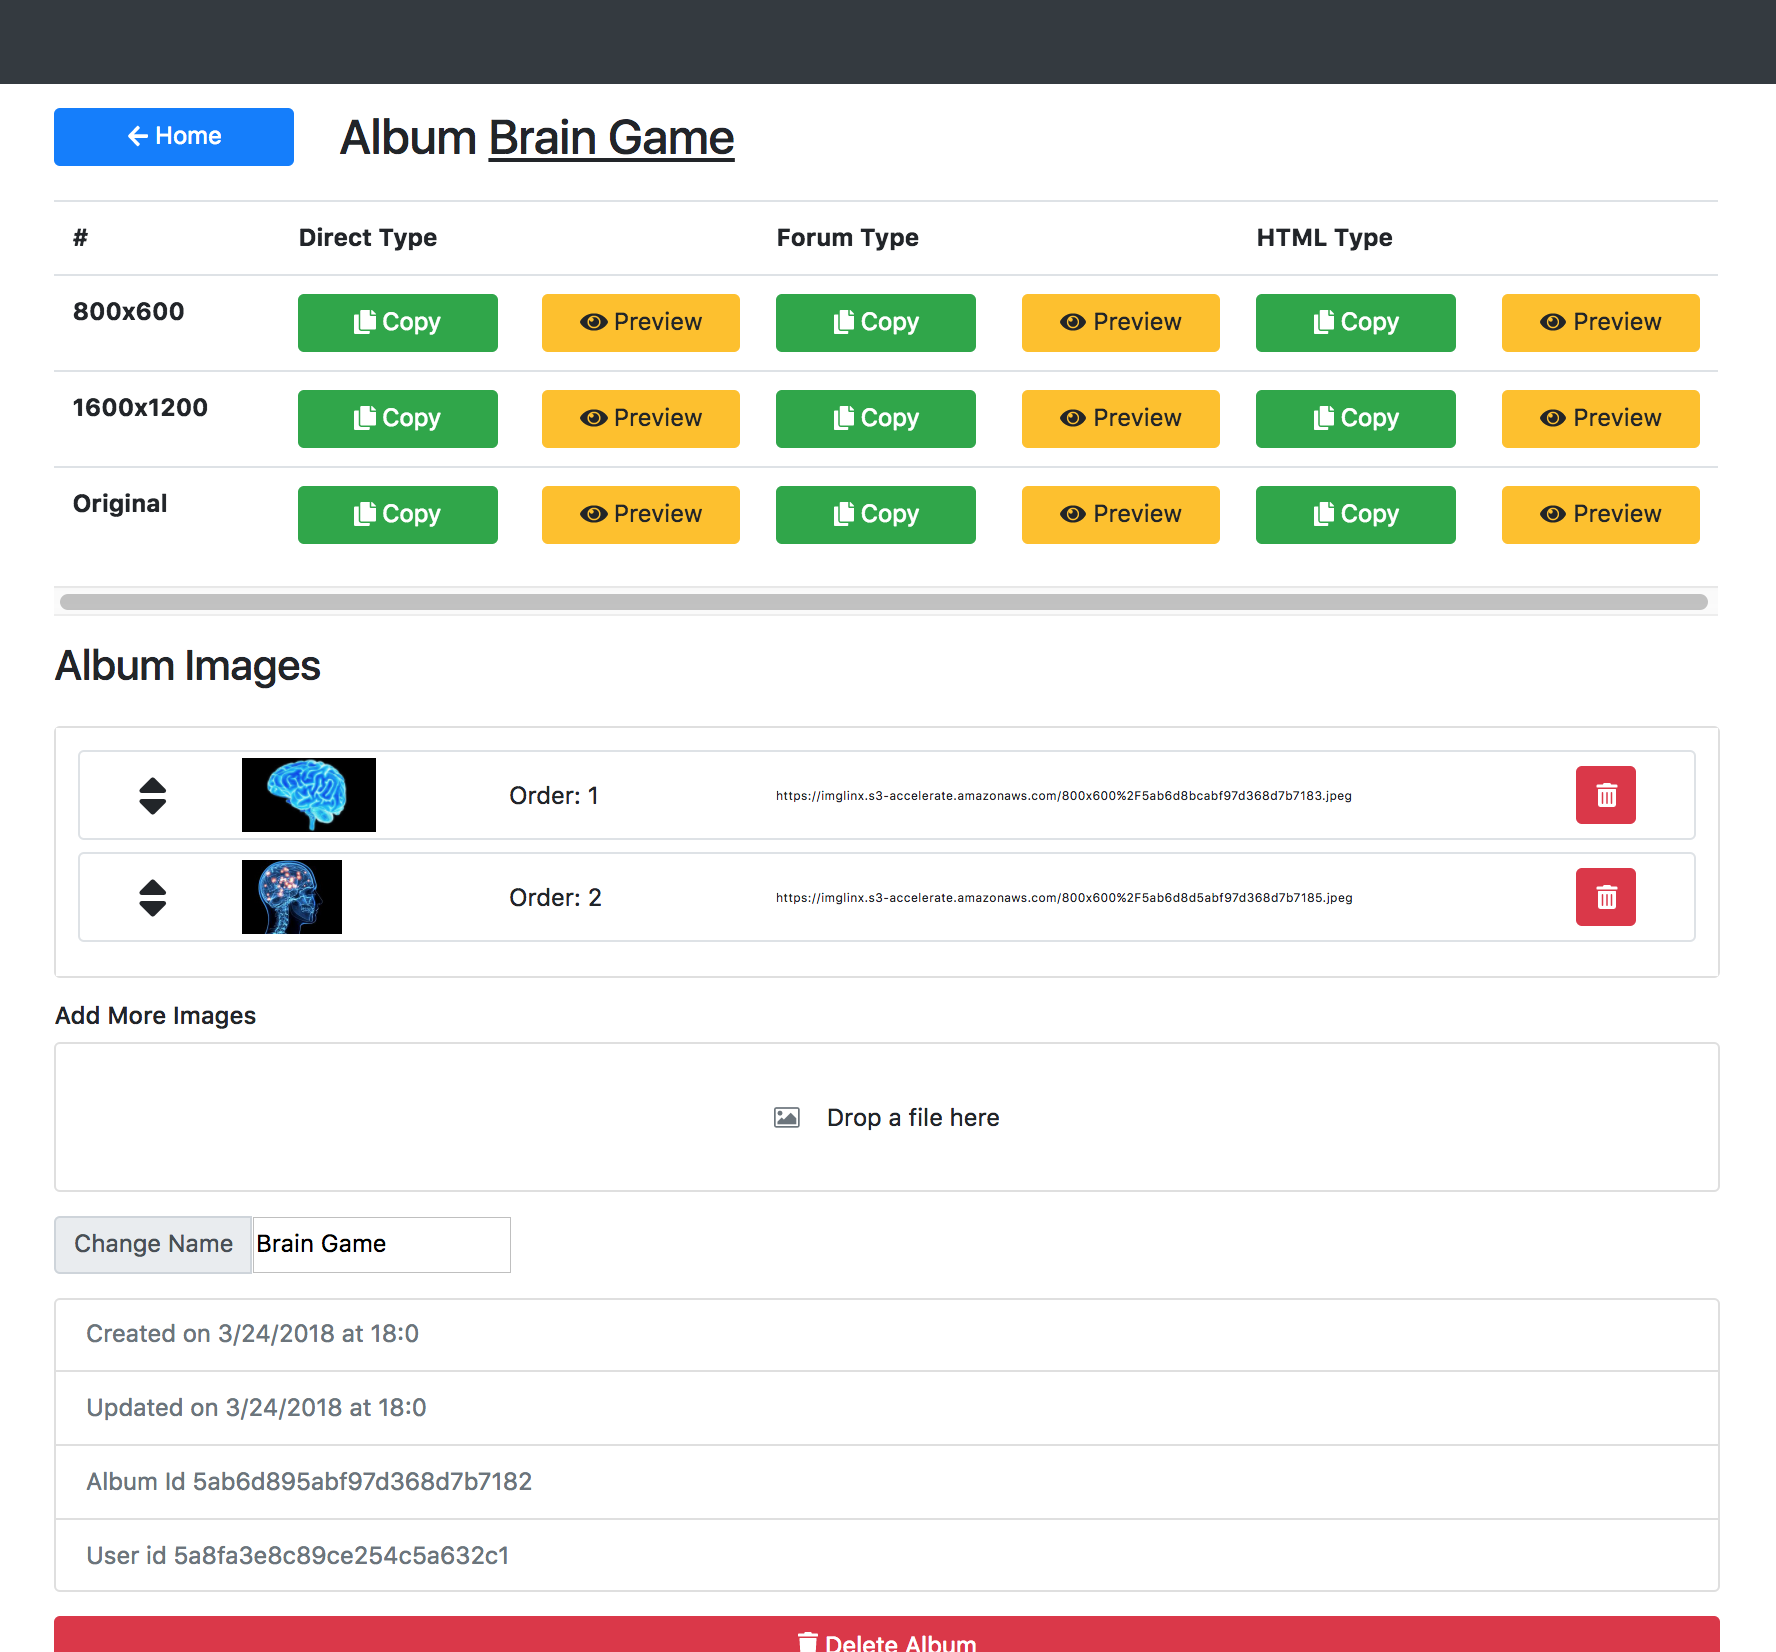 Home
Album Brain Game
# Direct Type Forum Type HTML Type
800x600 Copy Preview Copy Preview Copy Preview
1600x1200 Copy Preview Copy Preview Copy Preview
Original Copy Preview Copy Preview Copy Preview
Album Images
Order: 1 https://imglinx.s3-accelerate.amazonaws.com/800x600%2F5ab6d8bcabf97d368d7b7183.jpeg
Order: 2 https://imglinx.s3-accelerate.amazonaws.com/800x600%2F5ab6d8d5abf97d368d7b7185.jpeg
Add More Images
Drop a file here
Change Name Brain Game
Created on 3/24/2018 at 18:0
Updated on 3/24/2018 at 18:0
Album Id 5ab6d895abf97d368d7b7182
User id 5a8fa3e8c89ce254c5a632c1
Delete Album